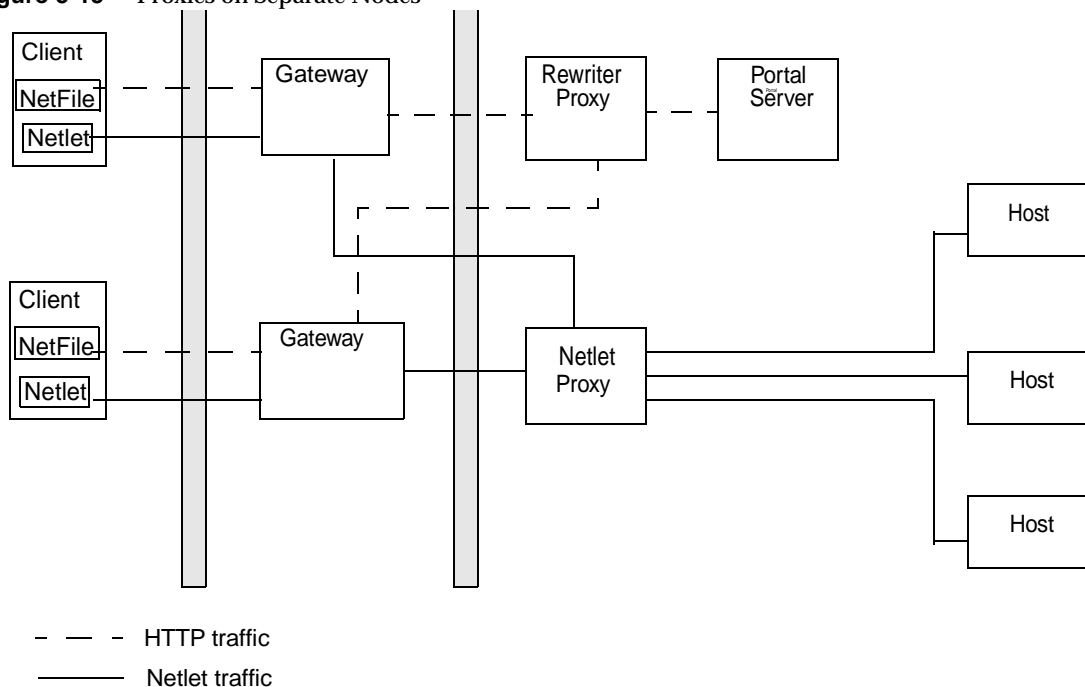 Proxies on Separate Nodes
Client
NetFile
Netlet
Gateway
Rewriter
Proxy
Portal
Server
Portal
Host
Client
NetFile
Netlet
Gateway
Netlet
Proxy
Host
Host
HTTP traffic
Netlet traffic